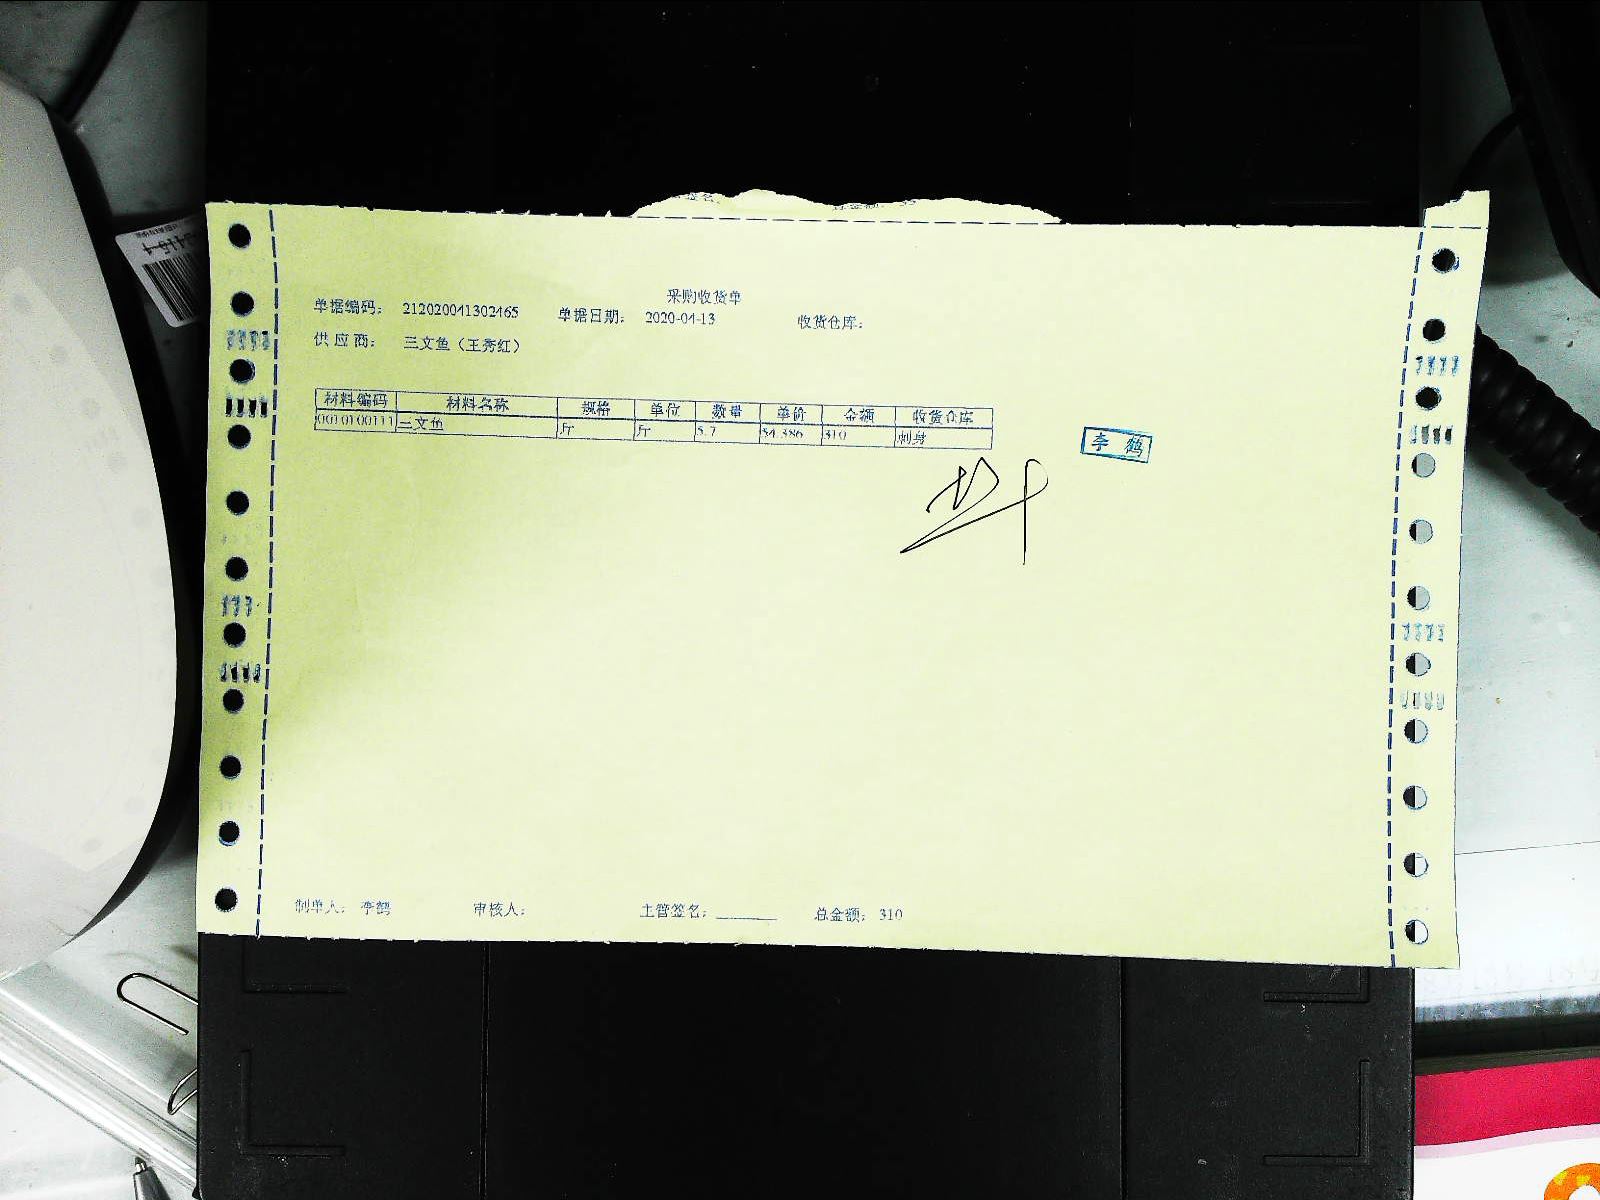 采购收货单
单据编码： 212020041302465 单据日期： 2020-04-13 收货仓库：
供应商： 三文鱼（王秀红）
材料编码 材料名称 规格 单位 数量 单价 金额 收货仓库
0010100111 三文鱼 斤 斤 5.7 54.386 310 刺身
李鹤
制单人： 李鹤 审核人： 主管签名：________ 总金额： 310